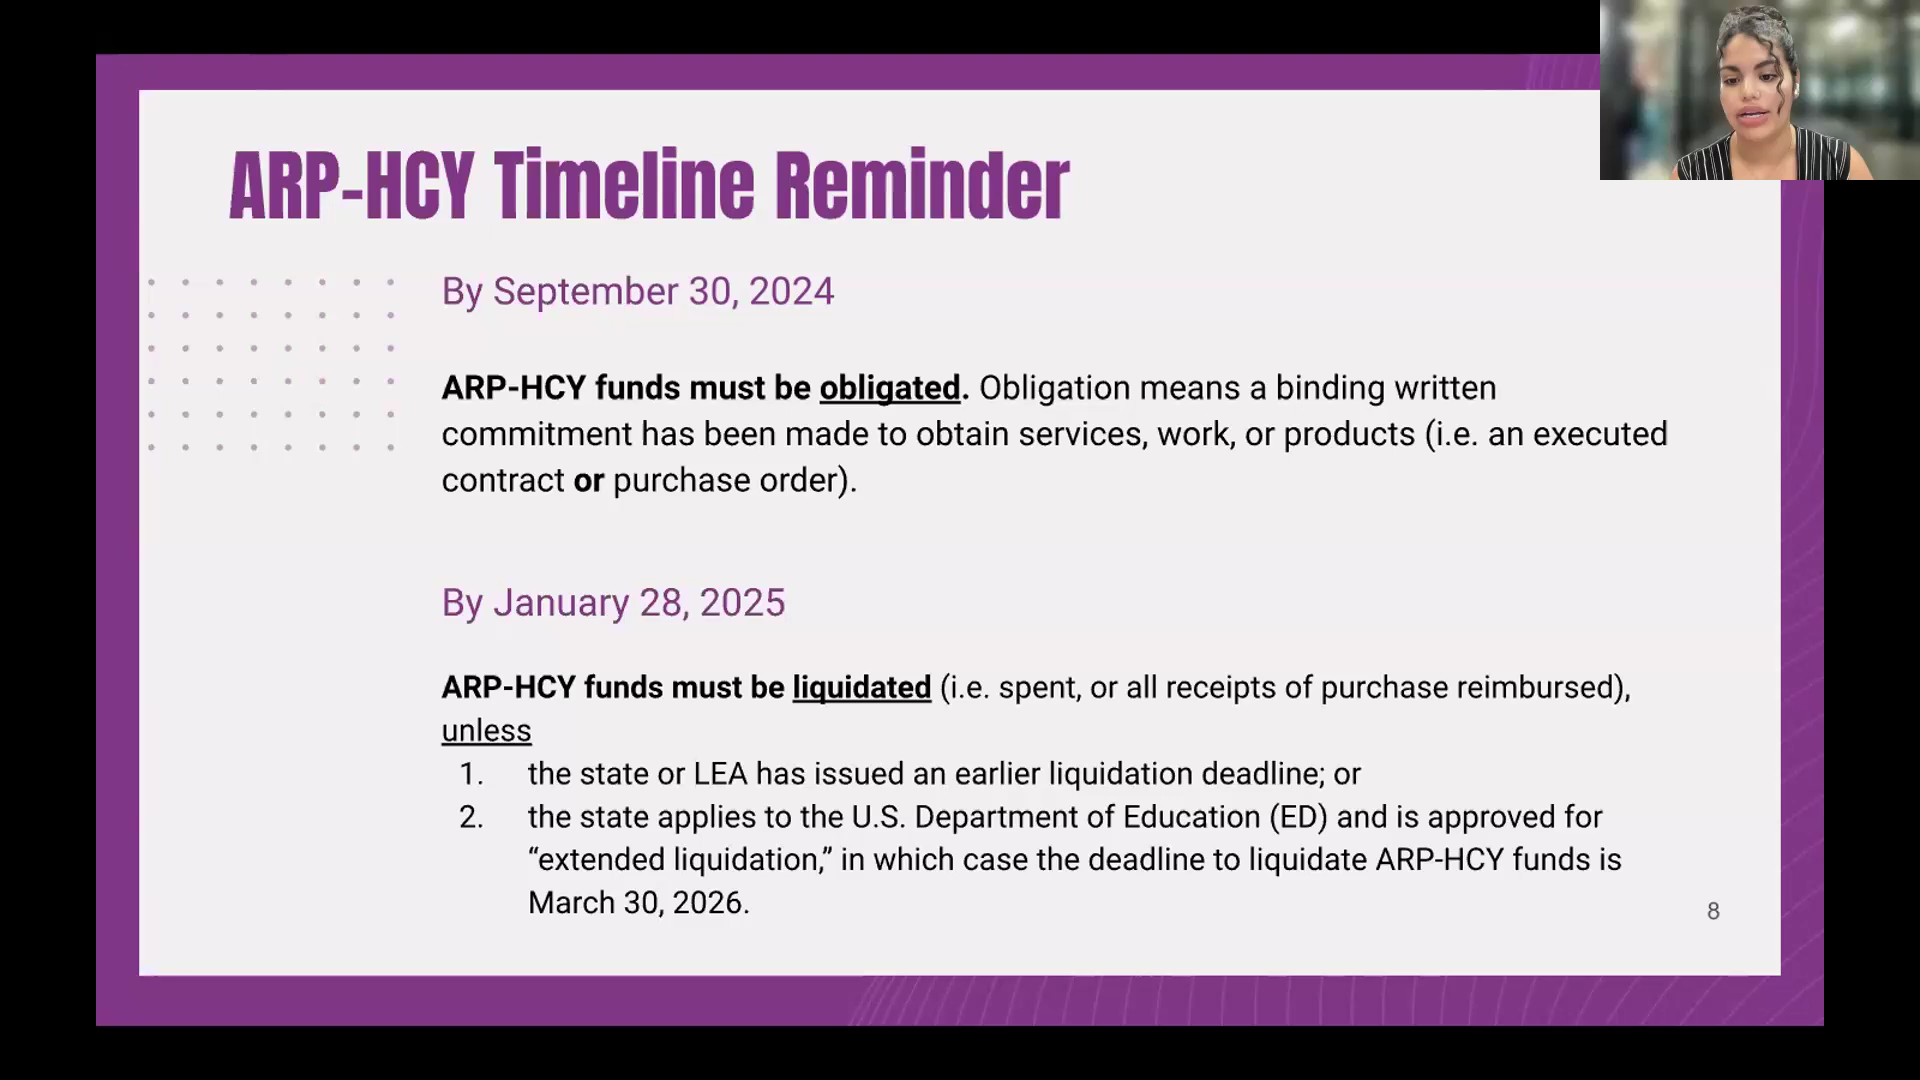 ARP-HCY Timeline Reminder
By September 30, 2024
ARP-HCY funds must be obligated. Obligation means a binding written
commitment has been made to obtain services, work, or products (i.e. an executed
contract or purchase order).
By January 28, 2025
ARP-HCY funds must be liquidated (i.e. spent, or all receipts of purchase reimbursed),
unless
1. the state or LEA has issued an earlier liquidation deadline; or
2. the state applies to the U.S. Department of Education (ED) and is approved for
“extended liquidation,” in which case the deadline to liquidate ARP-HCY funds is
March 30, 2026.
8